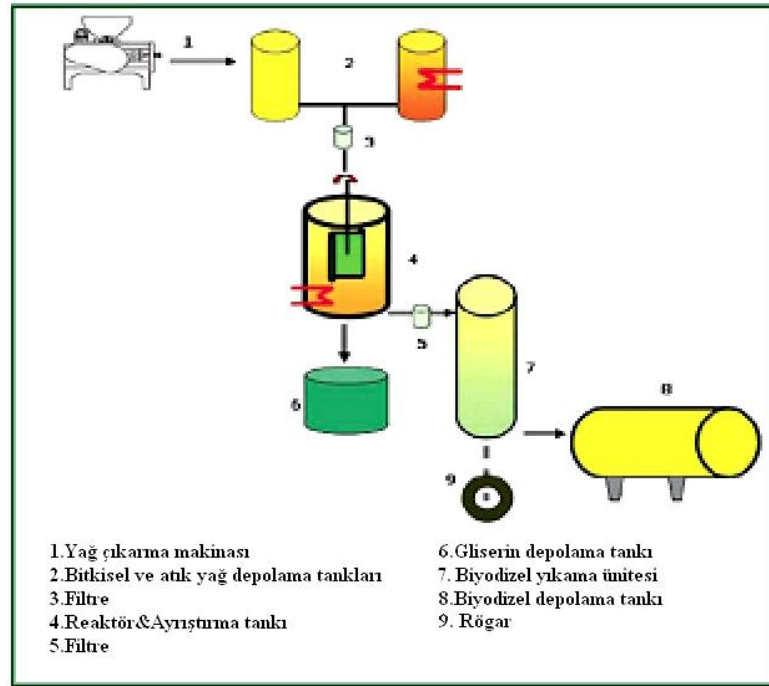 1
2
3
4
5
6
7
8
9
1.Yağ çıkarma makinası
2.Bitkisel ve atık yağ depolama tankları
3.Filtre
4.Reaktör&Ayrıştırma tankı
5.Filtre
6.Gliserin depolama tankı
7. Biyodizel yıkama ünitesi
8.Biyodizel depolama tankı
9. Rögar